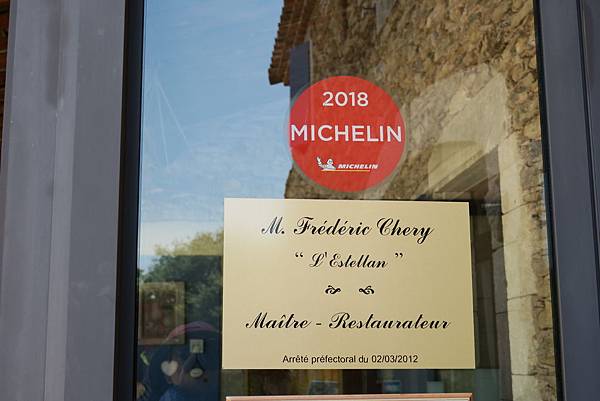 2018
MICHELIN
MICHELIN
M. Frédéric Chery
“ L'Estellan ”
Maître - Restaurateur
Arrêté préfectoral du 02/03/2012